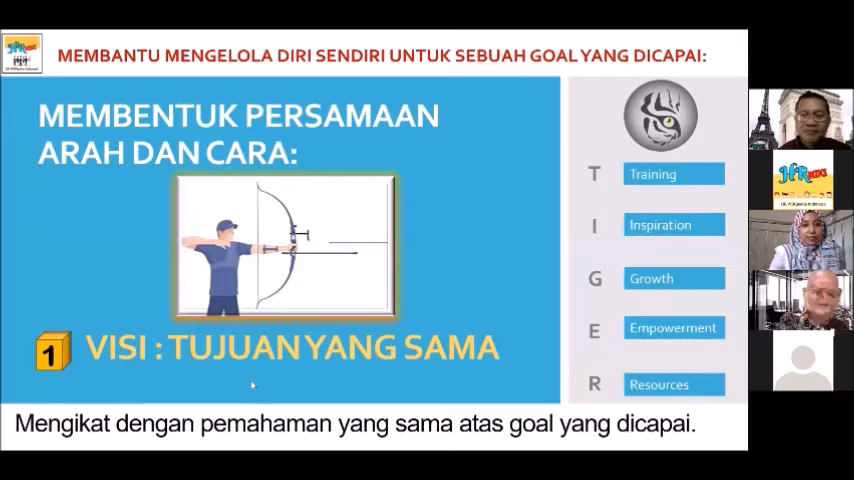 MEMBANTU MENGELOLA DIRI SENDIRI UNTUK SEBUAH GOAL YANG DICAPAI:
MEMBENTUK PERSAMAAN
ARAH DAN CARA:
1
VISI : TUJUAN YANG SAMA
Mengikat dengan pemahaman yang sama atas goal yang dicapai.
T Training
I Inspiration
G Growth
E Empowerment
R Resources